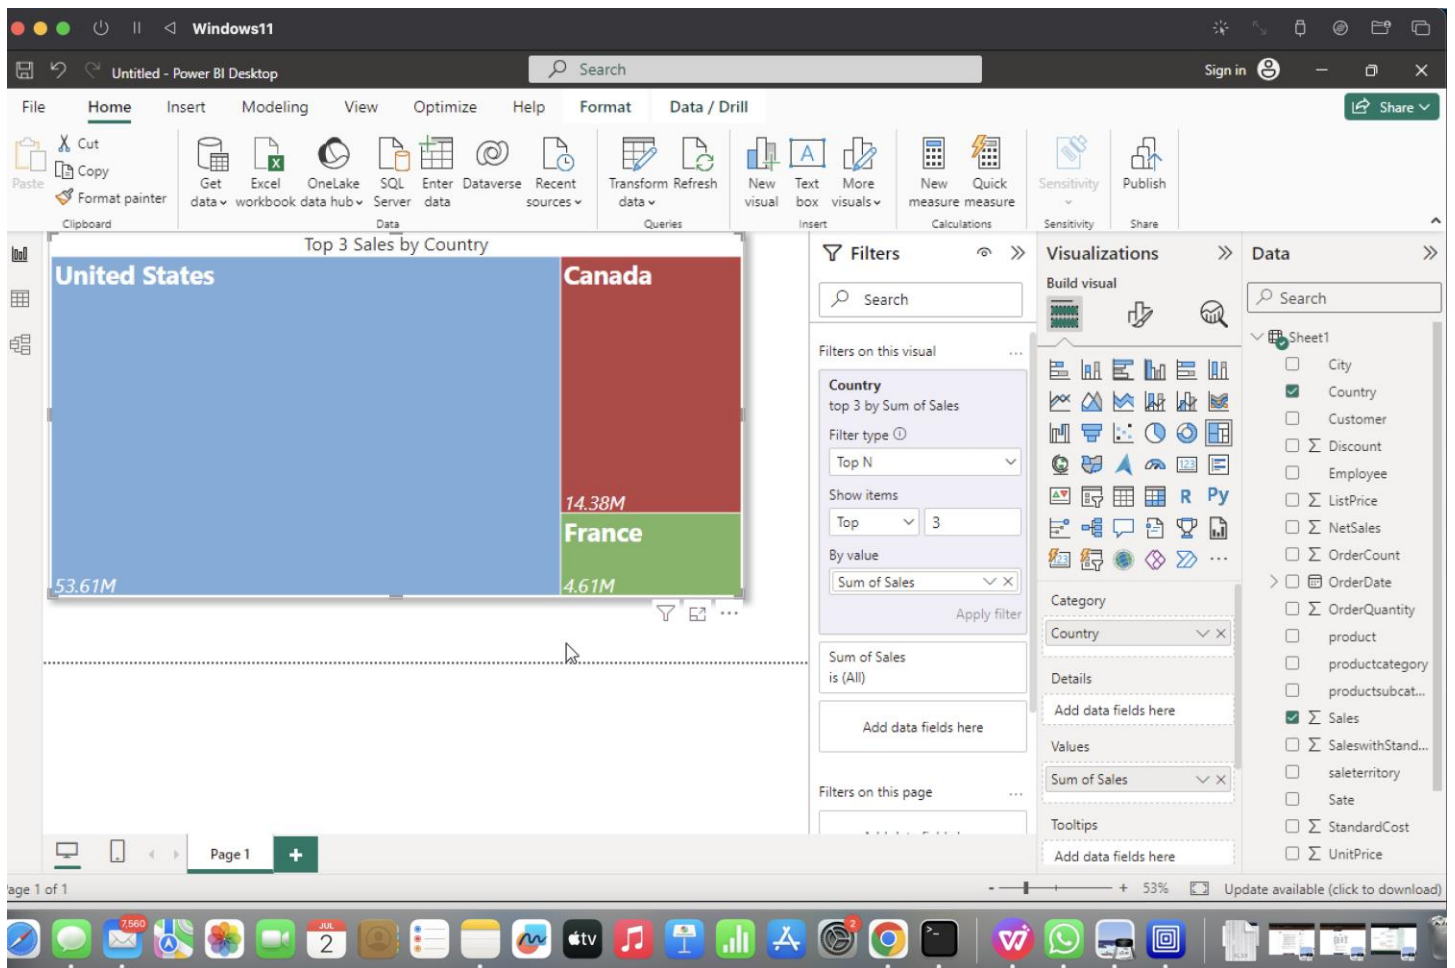 Windows11
Untitled - Power BI Desktop
Search
Sign in
File Home Insert Modeling View Optimize Help Format Data / Drill
Share
Paste
Cut
Copy
Format painter
Clipboard
Get data
Excel workbook
OneLake data hub
SQL Server
Enter data
Dataverse
Recent sources
Data
Transform data
Refresh
Queries
New visual
Text box
More visuals
Insert
New measure
Quick measure
Calculations
Sensitivity
Sensitivity
Publish
Share
Top 3 Sales by Country
United States
53.61M
Canada
14.38M
France
4.61M
Filters
Search
Filters on this visual
Country
top 3 by Sum of Sales
Filter type
Top N
Show items
Top 3
By value
Sum of Sales
Apply filter
Sum of Sales
is (All)
Add data fields here
Filters on this page
Visualizations
Build visual
123
R Py
123
Category
Country
Details
Add data fields here
Values
Sum of Sales
Tooltips
Add data fields here
Data
Search
Sheet1
City
Country
Customer
Discount
Employee
ListPrice
NetSales
OrderCount
OrderDate
OrderQuantity
product
productcategory
productsubcat...
Sales
SaleswithStand...
saleterritory
Sate
StandardCost
UnitPrice
Page 1
age 1 of 1
53%
Update available (click to download)
7,560
JUL
2
tv
2